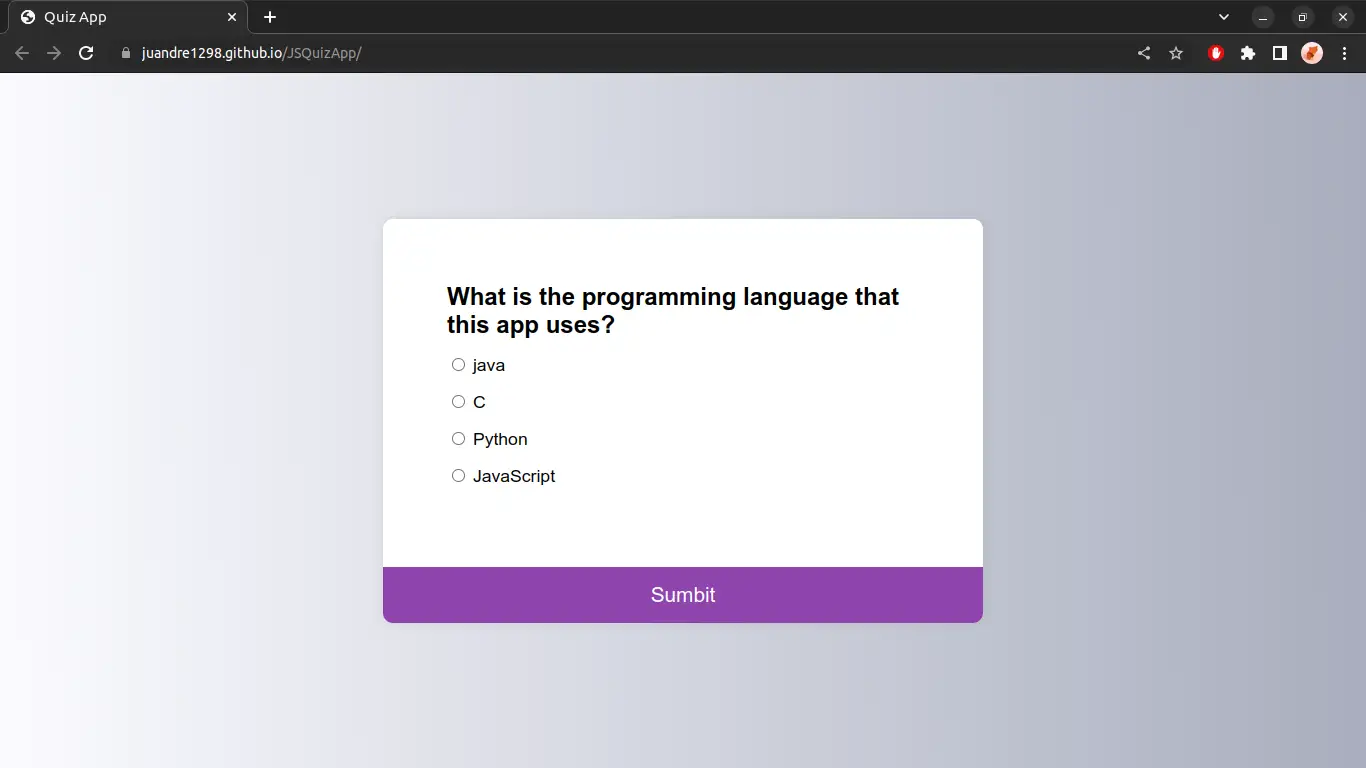 Quiz App
juandre1298.github.io/JSQuizApp/
What is the programming language that
this app uses?
java
C
Python
JavaScript
Sumbit